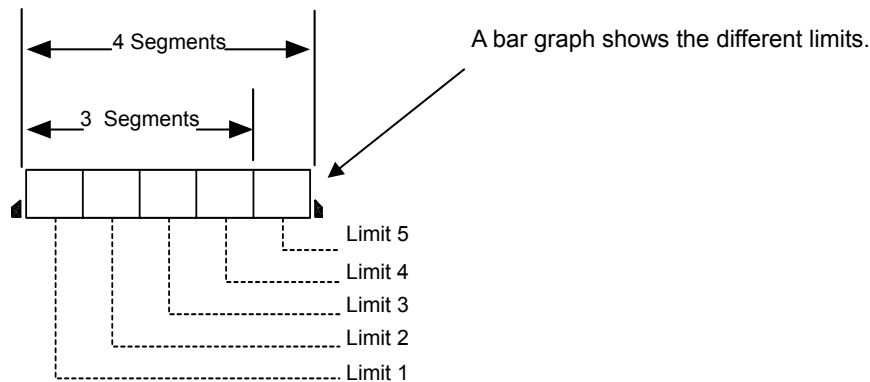 4 Segments
A bar graph shows the different limits.
3 Segments
Limit 5
Limit 4
Limit 3
Limit 2
Limit 1